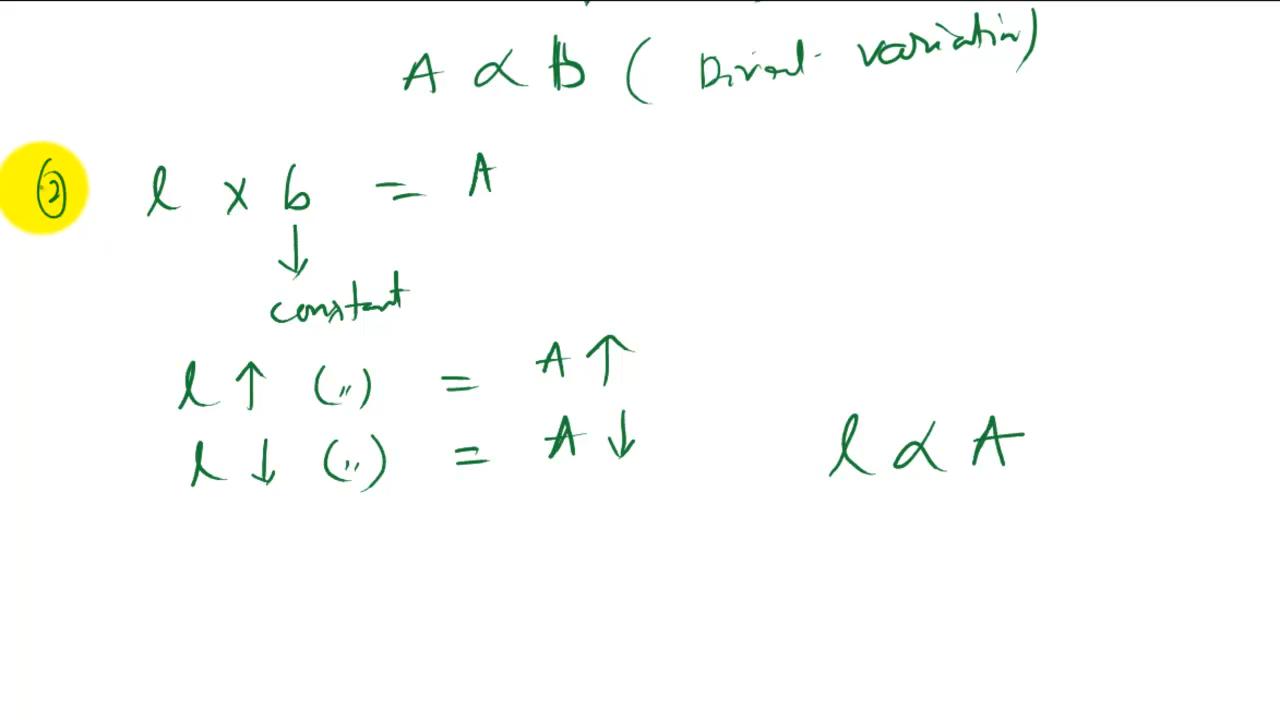 A ∝ B ( Direct variation)
② l × b = A
↓
constant
l ↑ (〃) = A ↑
l ↓ (〃) = A ↓
l ∝ A